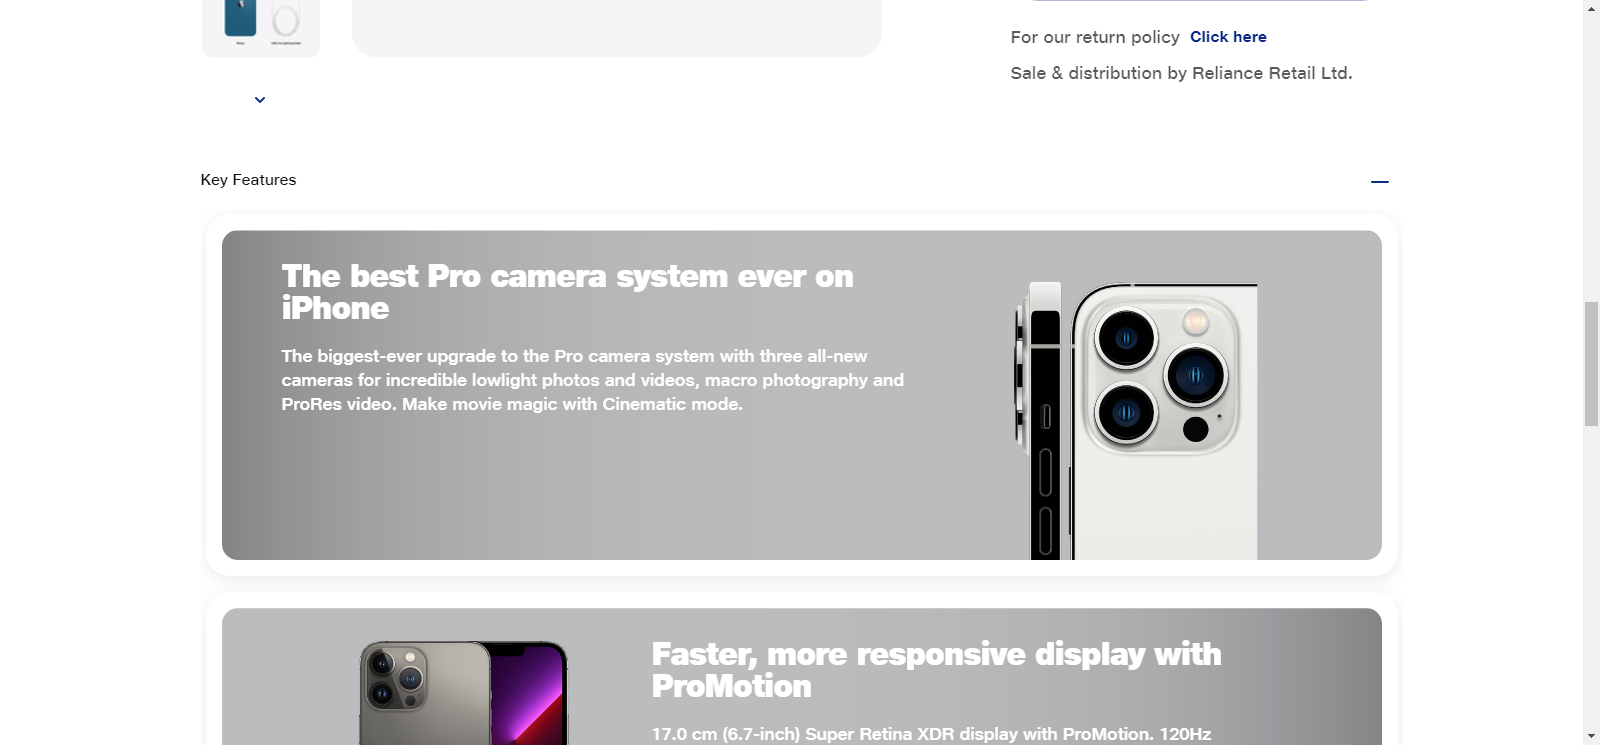 For our return policy Click here
Sale & distribution by Reliance Retail Ltd.
Key Features
The best Pro camera system ever on
iPhone
The biggest-ever upgrade to the Pro camera system with three all-new
cameras for incredible lowlight photos and videos, macro photography and
ProRes video. Make movie magic with Cinematic mode.
Faster, more responsive display with
ProMotion
17.0 cm (6.7-inch) Super Retina XDR display with ProMotion. 120Hz